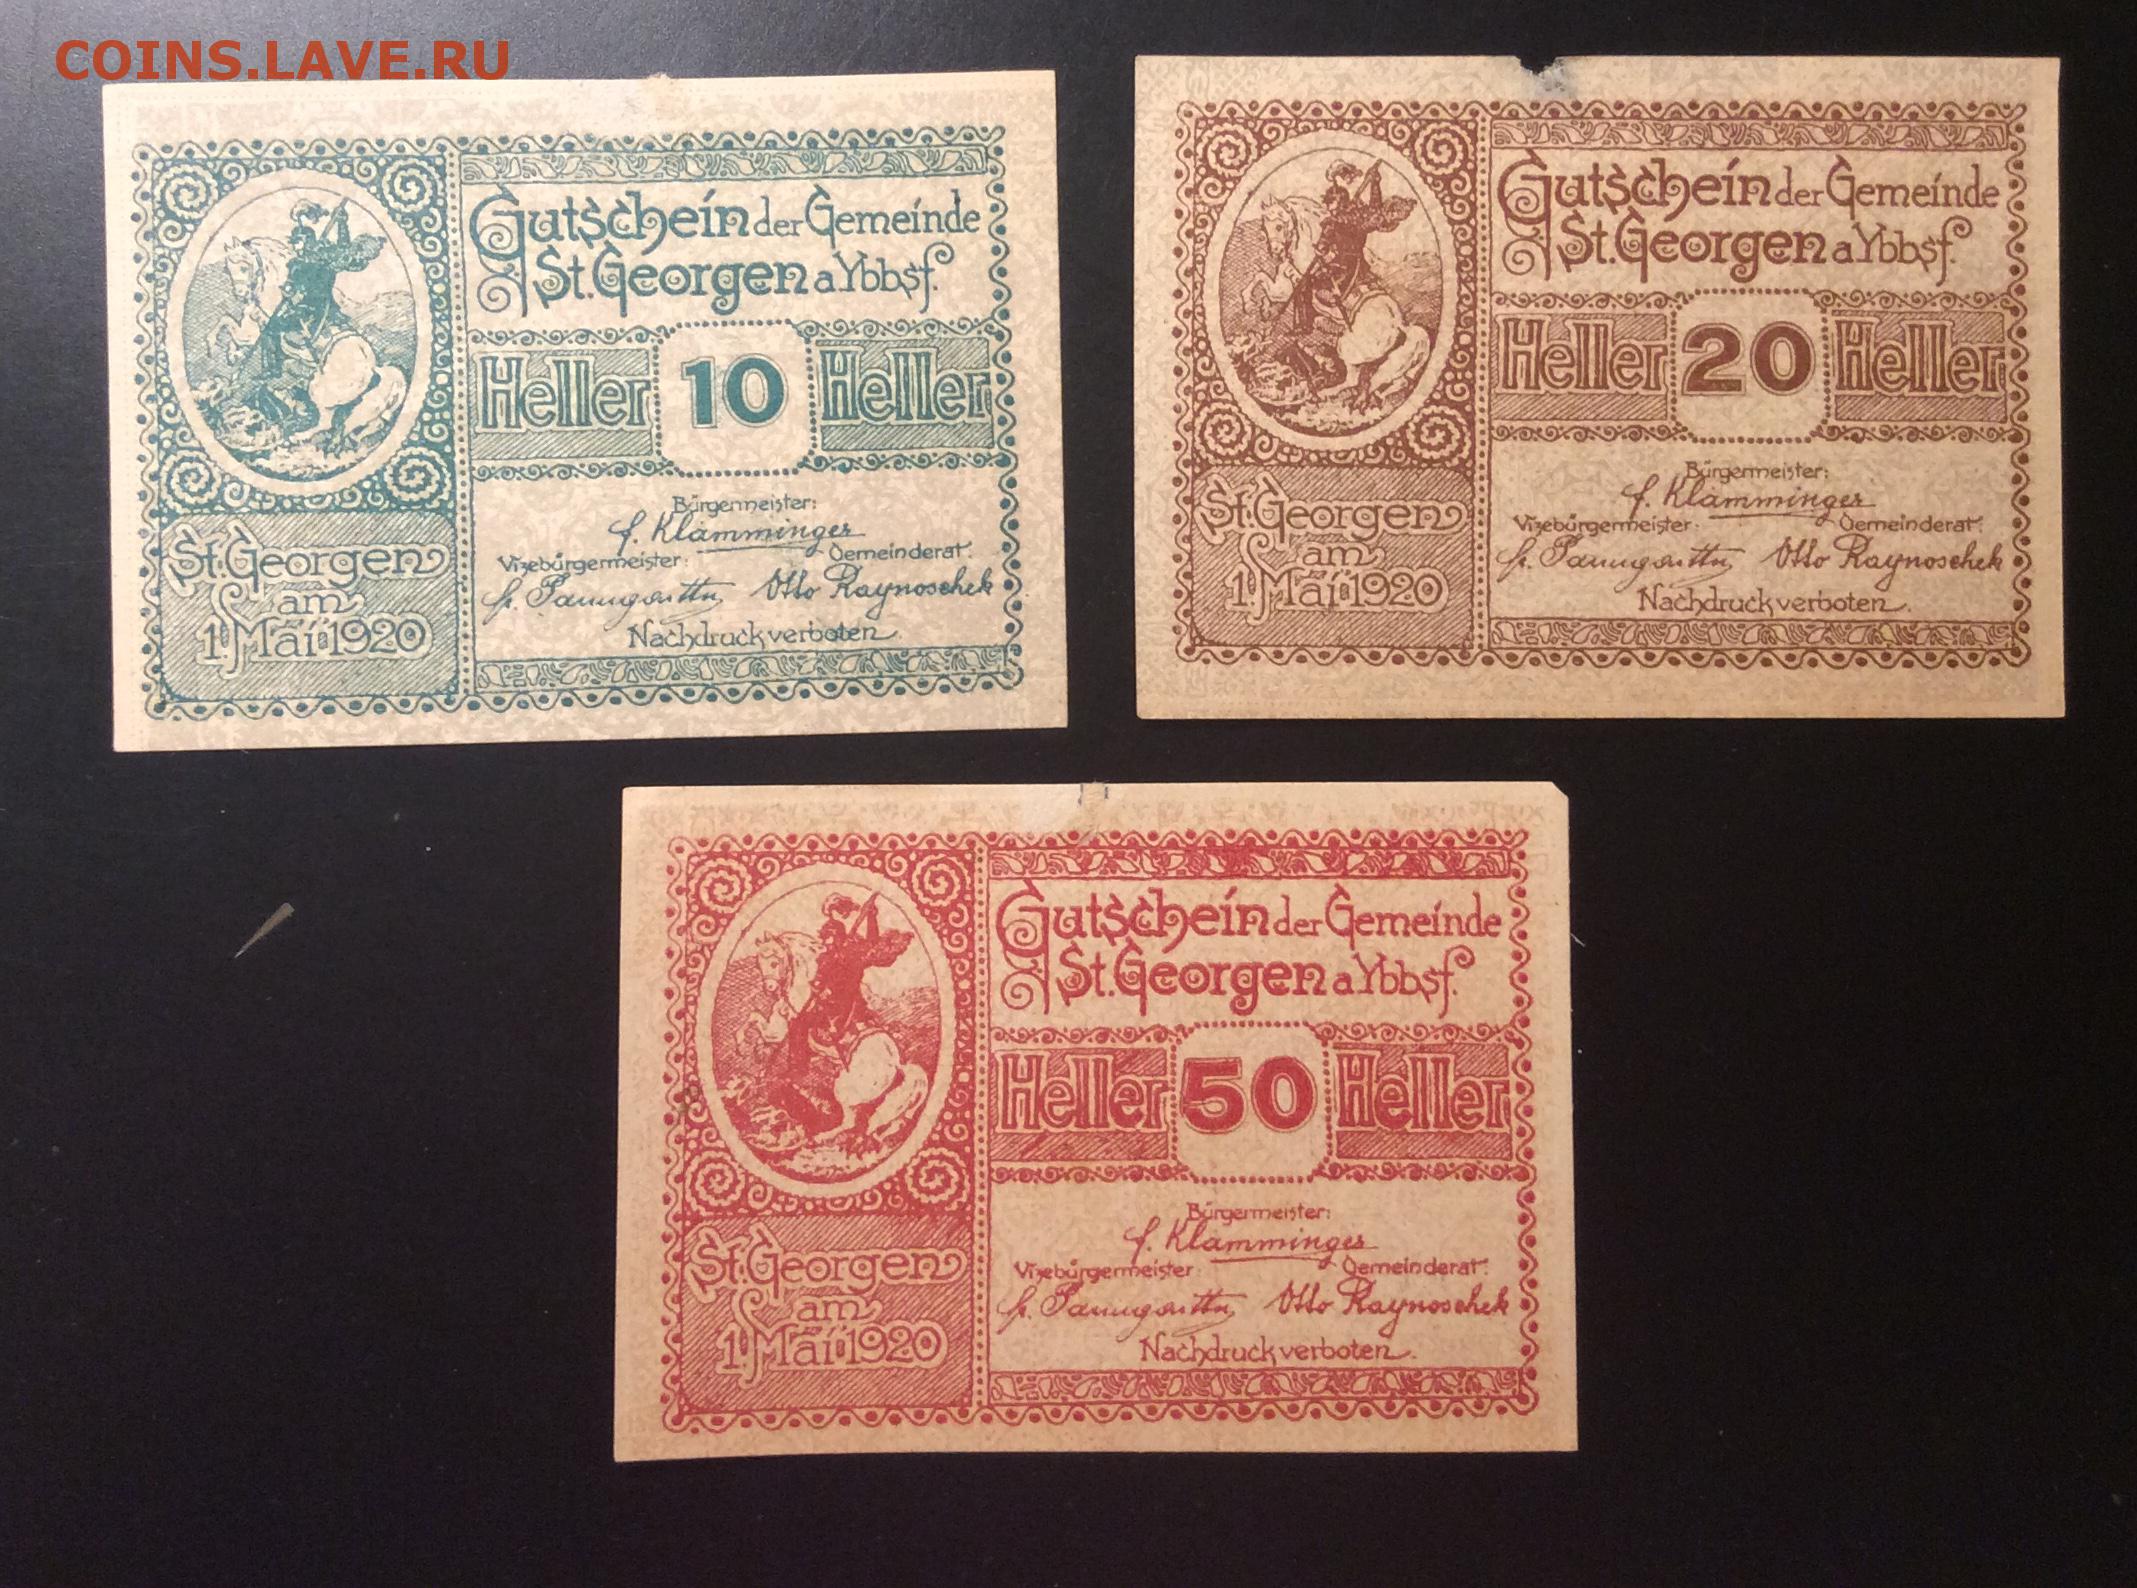 COINS.LAVE.RU
Gutschein der Gemeinde
St. Georgen a Ybbsf.
Heller 10 Heller
Bürgermeister:
f. Klamminger
Vizebürgermeister: Gemeinderat:
Otto Raynoschek
Nachdruck verboten.
St. Georgen
am
1. Mai 1920
Gutschein der Gemeinde
St. Georgen a Ybbsf.
Heller 20 Heller
Bürgermeister:
f. Klamminger
Vizebürgermeister: Gemeinderat:
Otto Raynoschek
Nachdruck verboten.
St. Georgen
am
1. Mai 1920
Gutschein der Gemeinde
St. Georgen a Ybbsf.
Heller 50 Heller
Bürgermeister:
f. Klamminger
Vizebürgermeister: Gemeinderat:
Otto Raynoschek
Nachdruck verboten.
St. Georgen
am
1. Mai 1920